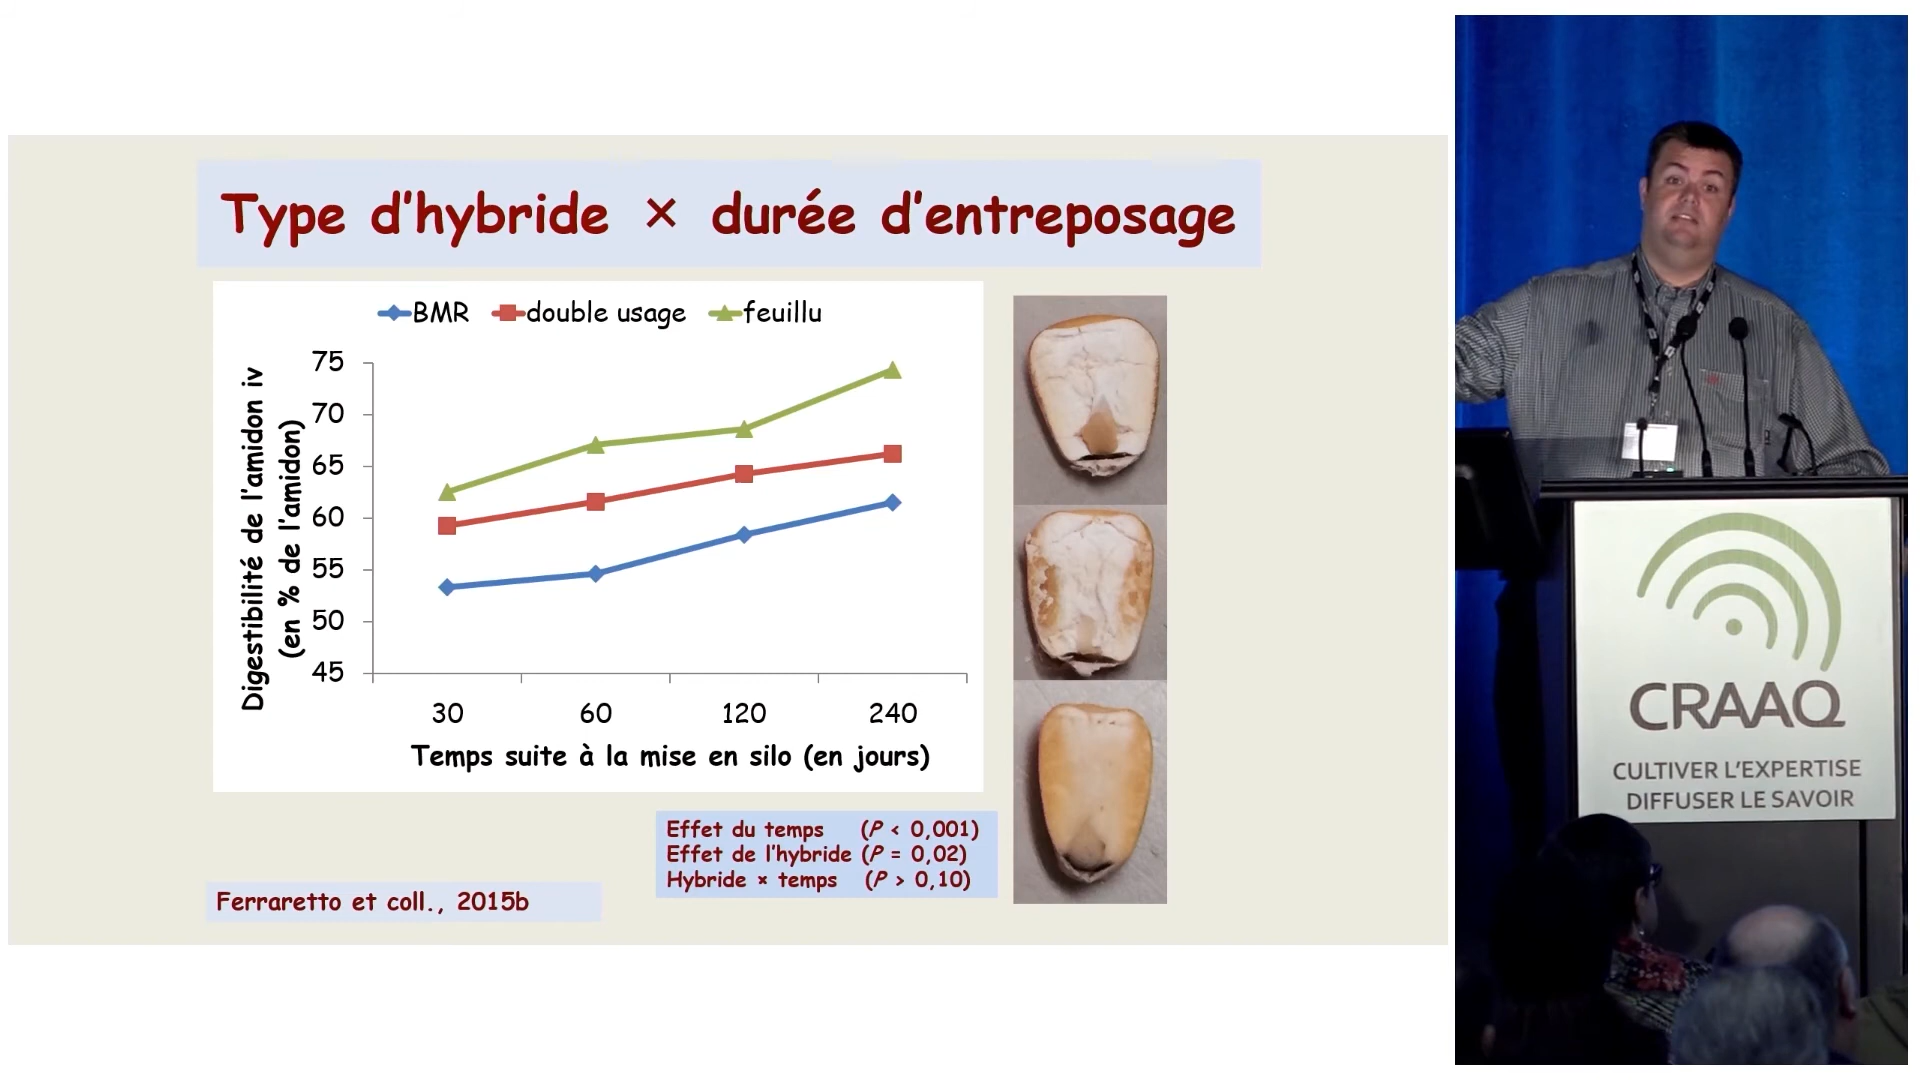 Type d'hybride × durée d'entreposage
BMR double usage feuillu
Digestibilité de l'amidon iv
(en % de l'amidon)
75
70
65
60
55
50
45
30 60 120 240
Temps suite à la mise en silo (en jours)
Effet du temps (P < 0,001)
Effet de l'hybride (P = 0,02)
Hybride × temps (P > 0,10)
Ferraretto et coll., 2015b
CRAAQ
CULTIVER L'EXPERTISE
DIFFUSER LE SAVOIR